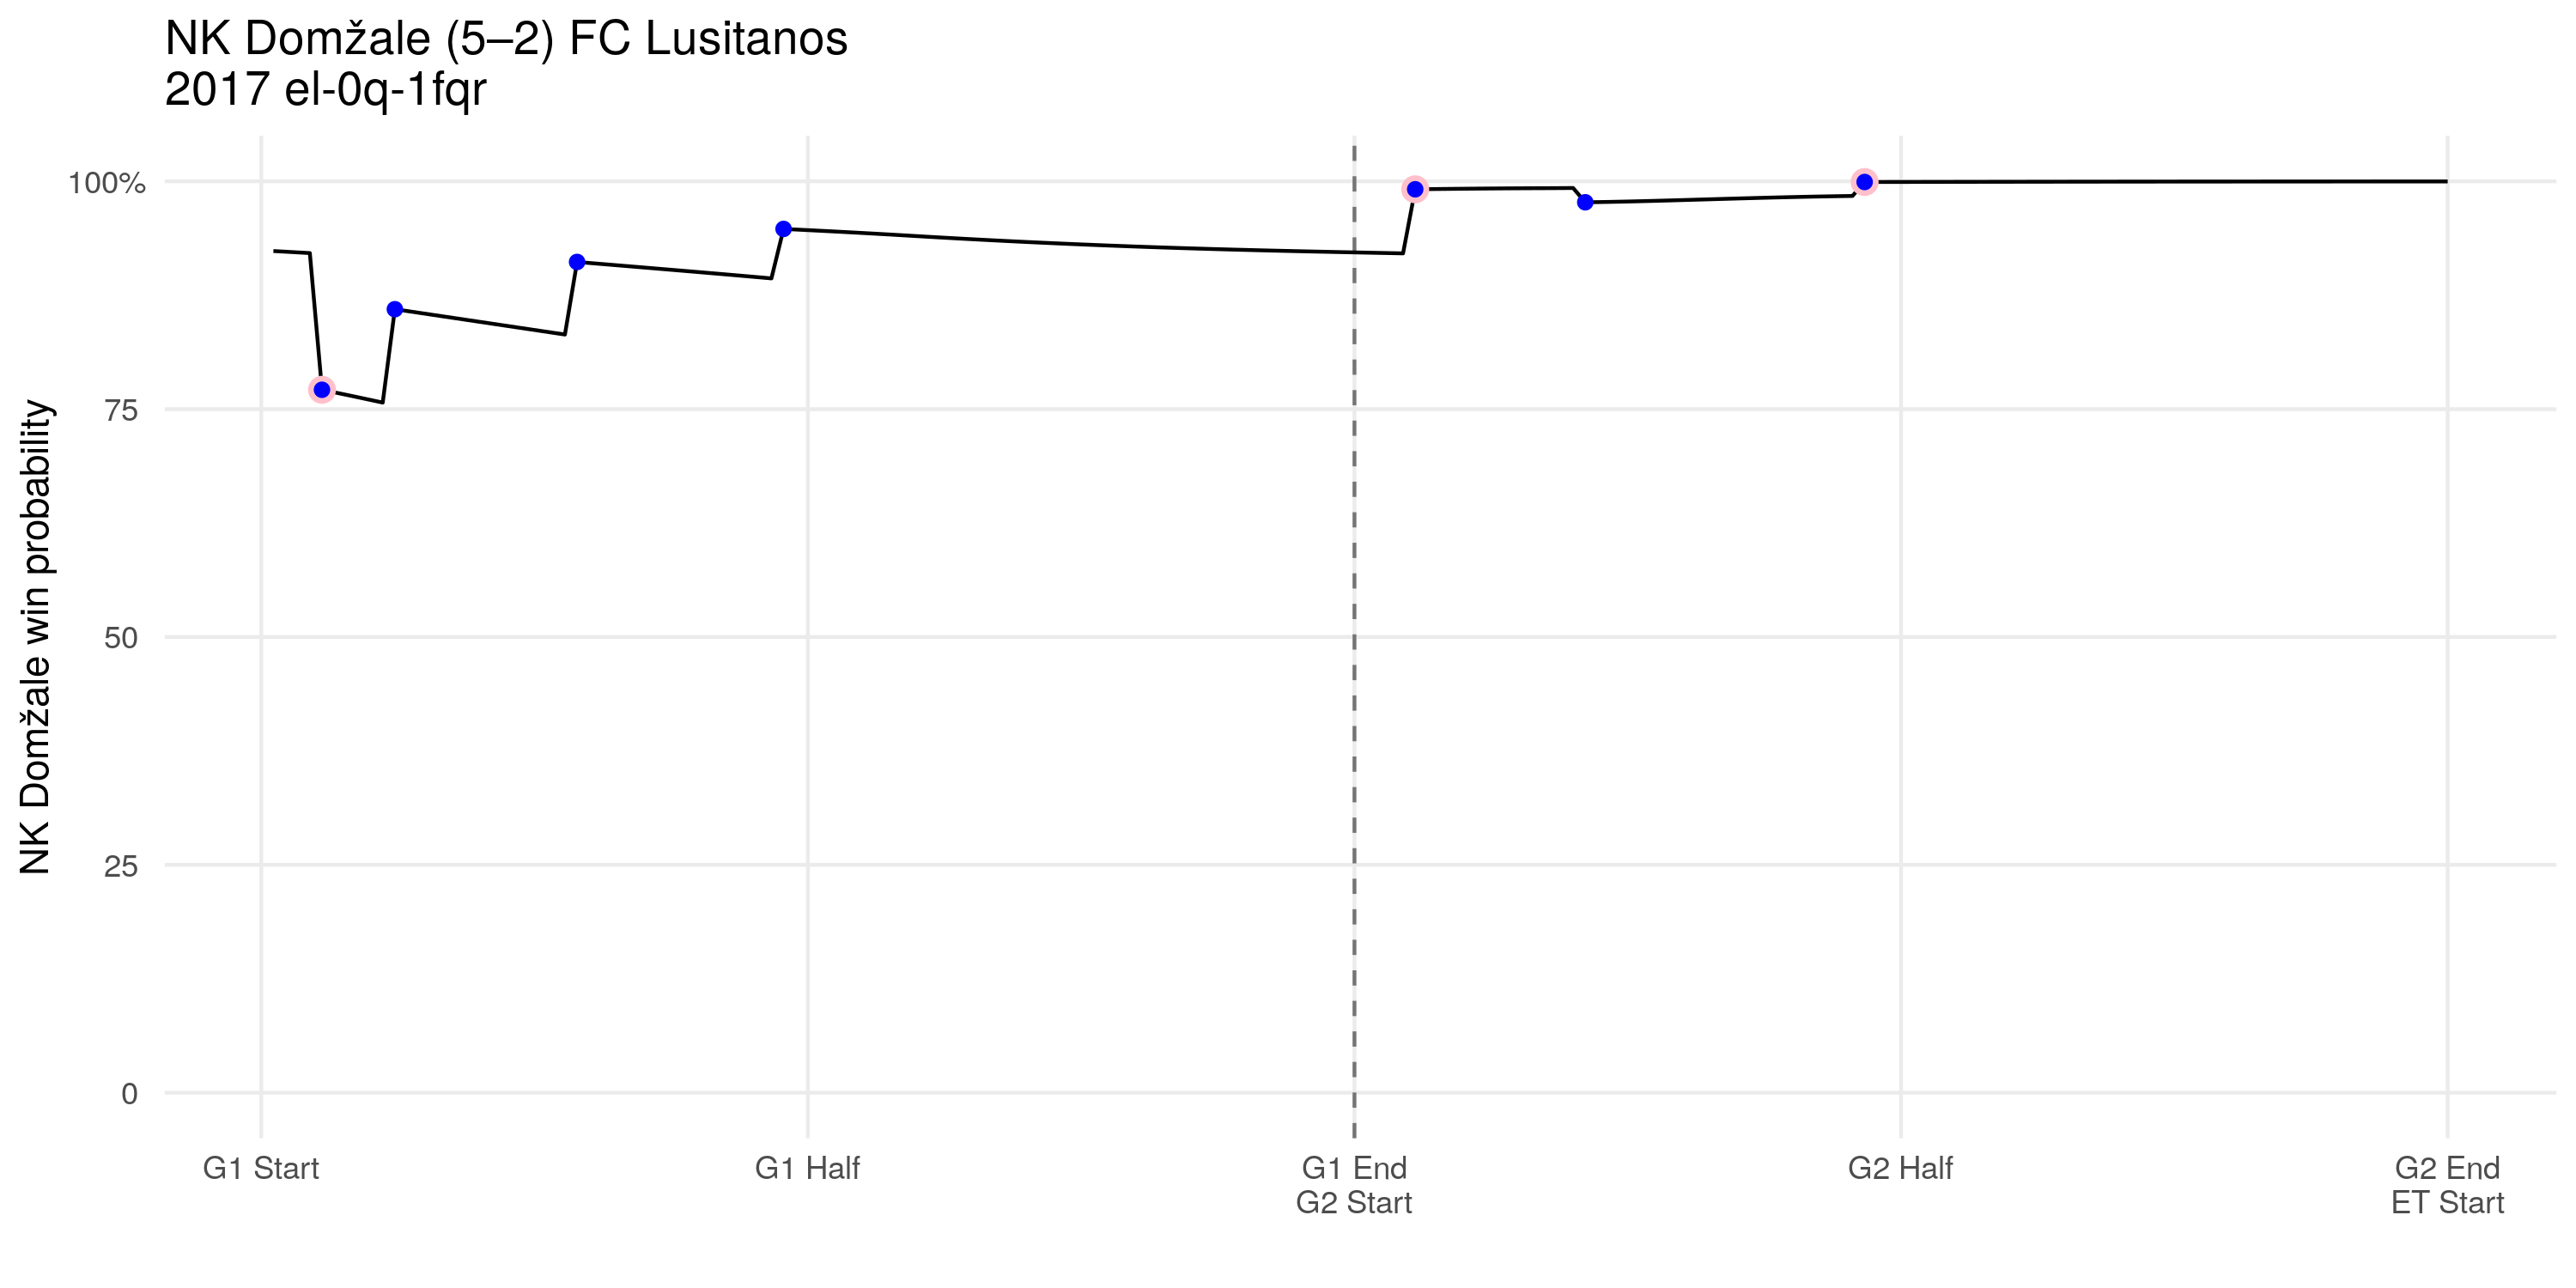 NK Domžale (5–2) FC Lusitanos
2017 el-0q-1fqr
NK Domžale win probability
100%
75
50
25
0
G1 Start
G1 Half
G1 End
G2 Start
G2 Half
G2 End
ET Start